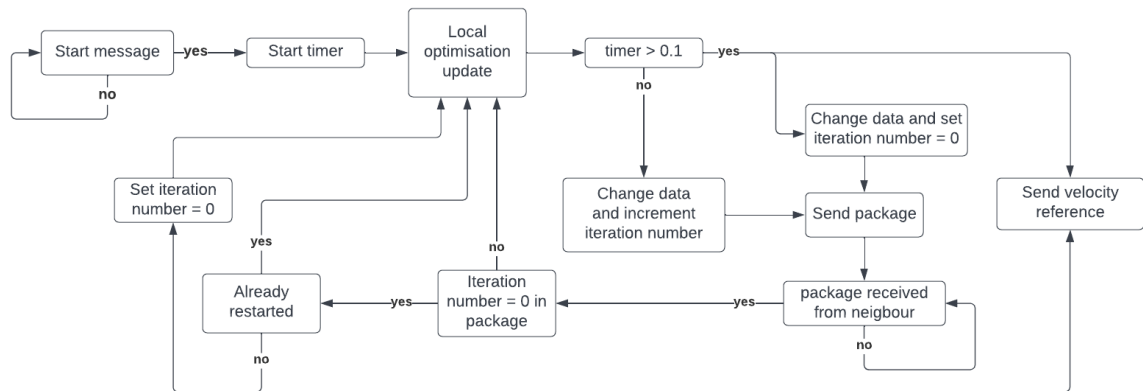 Start message
yes
Start timer
Local
optimisation
update
timer > 0.1
yes
no
no
Change data and set
iteration number = 0
Set iteration
number = 0
Change data
and increment
iteration number
Send package
Send velocity
reference
yes
no
Already
restarted
yes
Iteration
number = 0 in
package
yes
package received
from neigbour
no
no